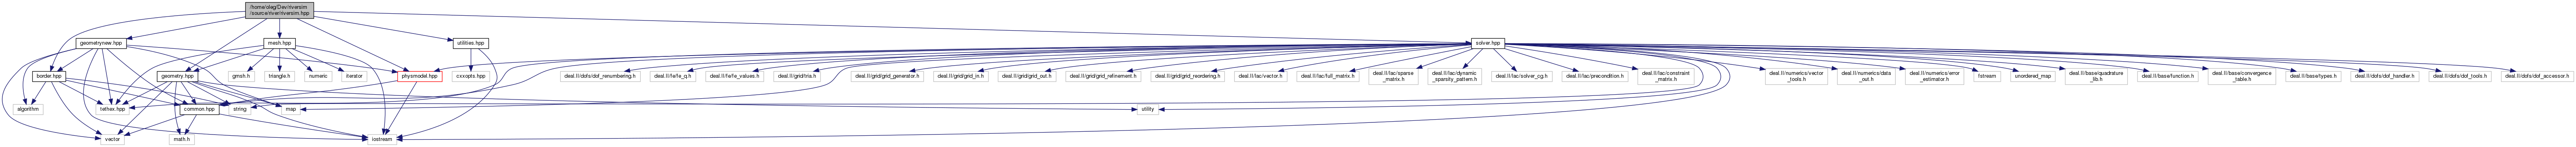 /home/oleg/Dev/riversim
/source/river/riversim.hpp
geometrynew.hpp
mesh.hpp
utilities.hpp
solver.hpp
border.hpp
geometry.hpp
gmsh.h
triangle.h
numeric
iterator
physmodel.hpp
cxxopts.hpp
deal.II/dofs/dof_renumbering.h
deal.II/fe/fe_q.h
deal.II/fe/fe_values.h
deal.II/grid/tria.h
deal.II/grid/grid_generator.h
deal.II/grid/grid_in.h
deal.II/grid/grid_out.h
deal.II/grid/grid_refinement.h
deal.II/grid/grid_reordering.h
deal.II/lac/vector.h
deal.II/lac/full_matrix.h
deal.II/lac/sparse
_matrix.h
deal.II/lac/dynamic
_sparsity_pattern.h
deal.II/lac/solver_cg.h
deal.II/lac/precondition.h
deal.II/lac/constraint
_matrix.h
deal.II/numerics/vector
_tools.h
deal.II/numerics/data
_out.h
deal.II/numerics/error
_estimator.h
fstream
unordered_map
deal.II/base/quadrature
_lib.h
deal.II/base/function.h
deal.II/base/convergence
_table.h
deal.II/base/types.h
deal.II/dofs/dof_handler.h
deal.II/dofs/dof_tools.h
deal.II/dofs/dof_accessor.h
algorithm
tethex.hpp
common.hpp
string
map
utility
vector
math.h
iostream